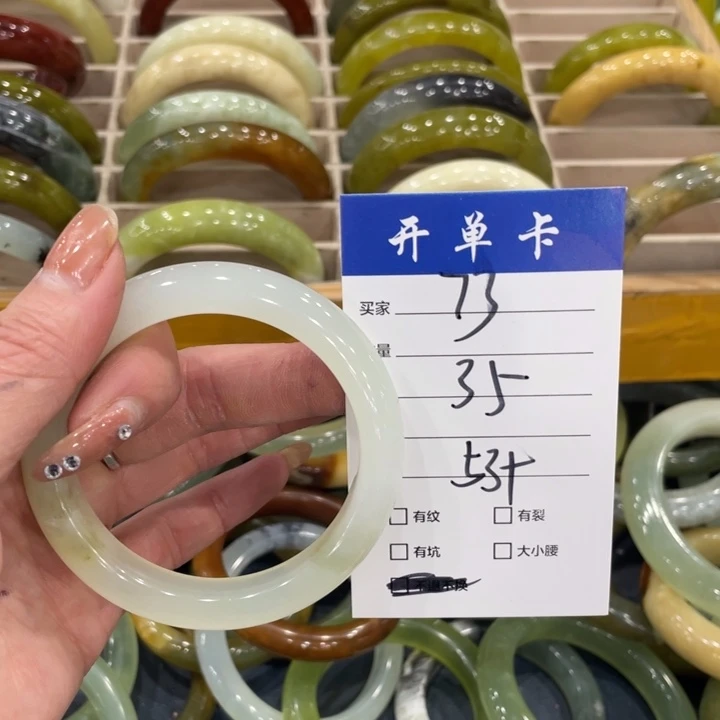 开单卡
买家 73
量
35
53+
□ 有纹 □ 有裂
□ 有坑 □ 大小腰